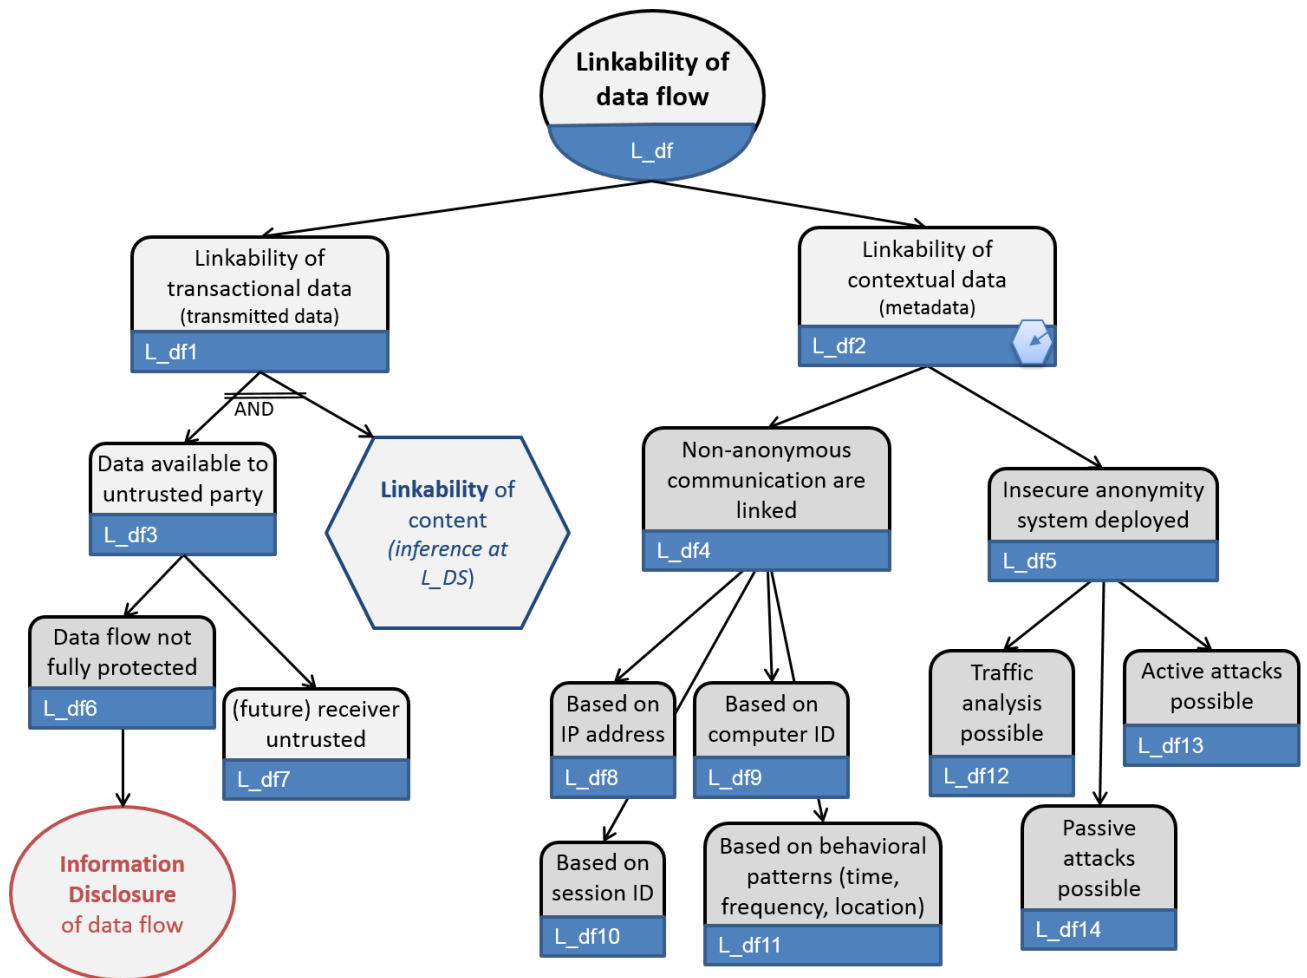 Linkability of
data flow
L_df
Linkability of
transactional data
(transmitted data)
L_df1
Linkability of
contextual data
(metadata)
L_df2
AND
Data available to
untrusted party
L_df3
Linkability of
content
(inference at
L_DS)
Non-anonymous
communication are
linked
L_df4
Insecure anonymity
system deployed
L_df5
Data flow not
fully protected
L_df6
(future) receiver
untrusted
L_df7
Based on
IP address
L_df8
Based on
computer ID
L_df9
Traffic
analysis
possible
L_df12
Active attacks
possible
L_df13
Information
Disclosure
of data flow
Based on
session ID
L_df10
Based on behavioral
patterns (time,
frequency, location)
L_df11
Passive
attacks
possible
L_df14